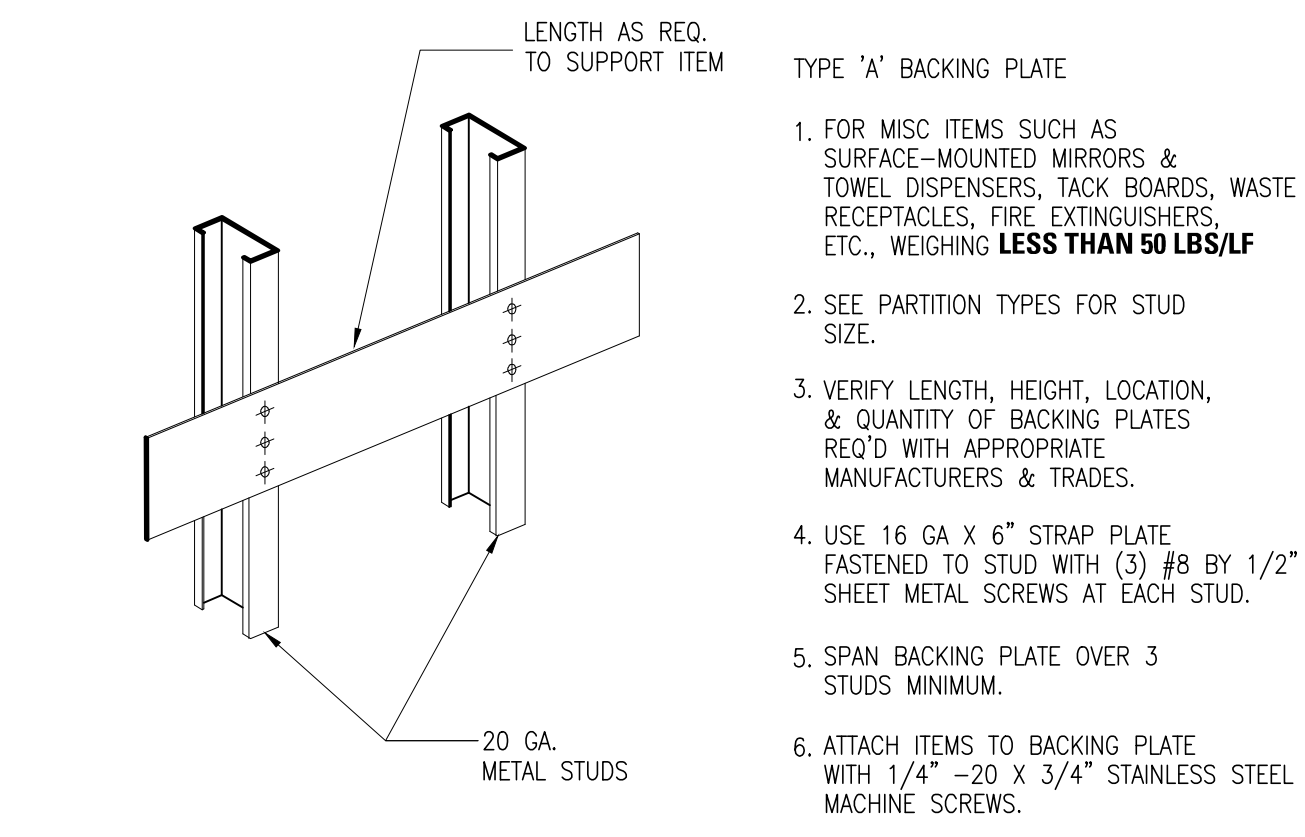 LENGTH AS REQ.
TO SUPPORT ITEM
20 GA.
METAL STUDS
TYPE 'A' BACKING PLATE
1. FOR MISC ITEMS SUCH AS
SURFACE-MOUNTED MIRRORS &
TOWEL DISPENSERS, TACK BOARDS, WASTE
RECEPTACLES, FIRE EXTINGUISHERS,
ETC., WEIGHING LESS THAN 50 LBS/LF
2. SEE PARTITION TYPES FOR STUD
SIZE.
3. VERIFY LENGTH, HEIGHT, LOCATION,
& QUANTITY OF BACKING PLATES
REQ'D WITH APPROPRIATE
MANUFACTURERS & TRADES.
4. USE 16 GA X 6" STRAP PLATE
FASTENED TO STUD WITH (3) #8 BY 1/2"
SHEET METAL SCREWS AT EACH STUD.
5. SPAN BACKING PLATE OVER 3
STUDS MINIMUM.
6. ATTACH ITEMS TO BACKING PLATE
WITH 1/4" -20 X 3/4" STAINLESS STEEL
MACHINE SCREWS.